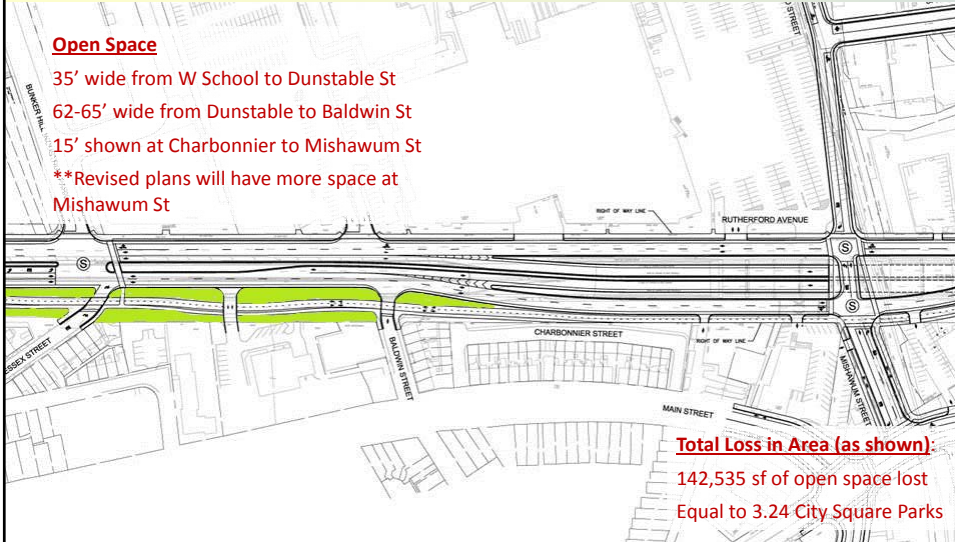 Open Space
35' wide from W School to Dunstable St
62-65' wide from Dunstable to Baldwin St
15' shown at Charbonnier to Mishawum St
**Revised plans will have more space at
Mishawum St
BUNKER HILL
STREET
RIGHT OF WAY LINE
RUTHERFORD AVENUE
S
S
S
ESSEX STREET
BALDWIN STREET
CHARBONNIER STREET
RIGHT OF WAY LINE
MISHAWUM STREET
MAIN STREET
Total Loss in Area (as shown):
142,535 sf of open space lost
Equal to 3.24 City Square Parks